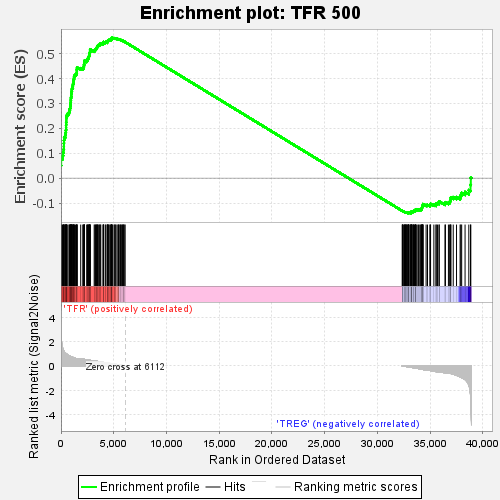 Enrichment plot: TFR 500
Enrichment score (ES)
0.5
0.4
0.3
0.2
0.1
0.0
-0.1
'TFR' (positively correlated)
Ranked list metric (Signal2Noise)
4
2
0
-2
-4
Zero cross at 6112
'TREG' (negatively correlated)
0
5,000
10,000
15,000
20,000
25,000
30,000
35,000
40,000
Rank in Ordered Dataset
Enrichment profile
Hits
Ranking metric scores